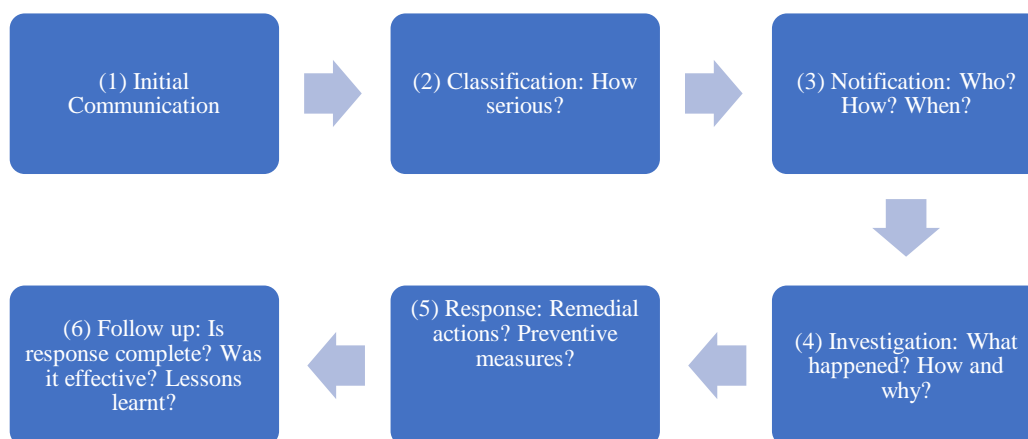 (1) Initial
Communication
(2) Classification: How
serious?
(3) Notification: Who?
How? When?
(4) Investigation: What
happened? How and
why?
(5) Response: Remedial
actions? Preventive
measures?
(6) Follow up: Is
response complete? Was
it effective? Lessons
learnt?